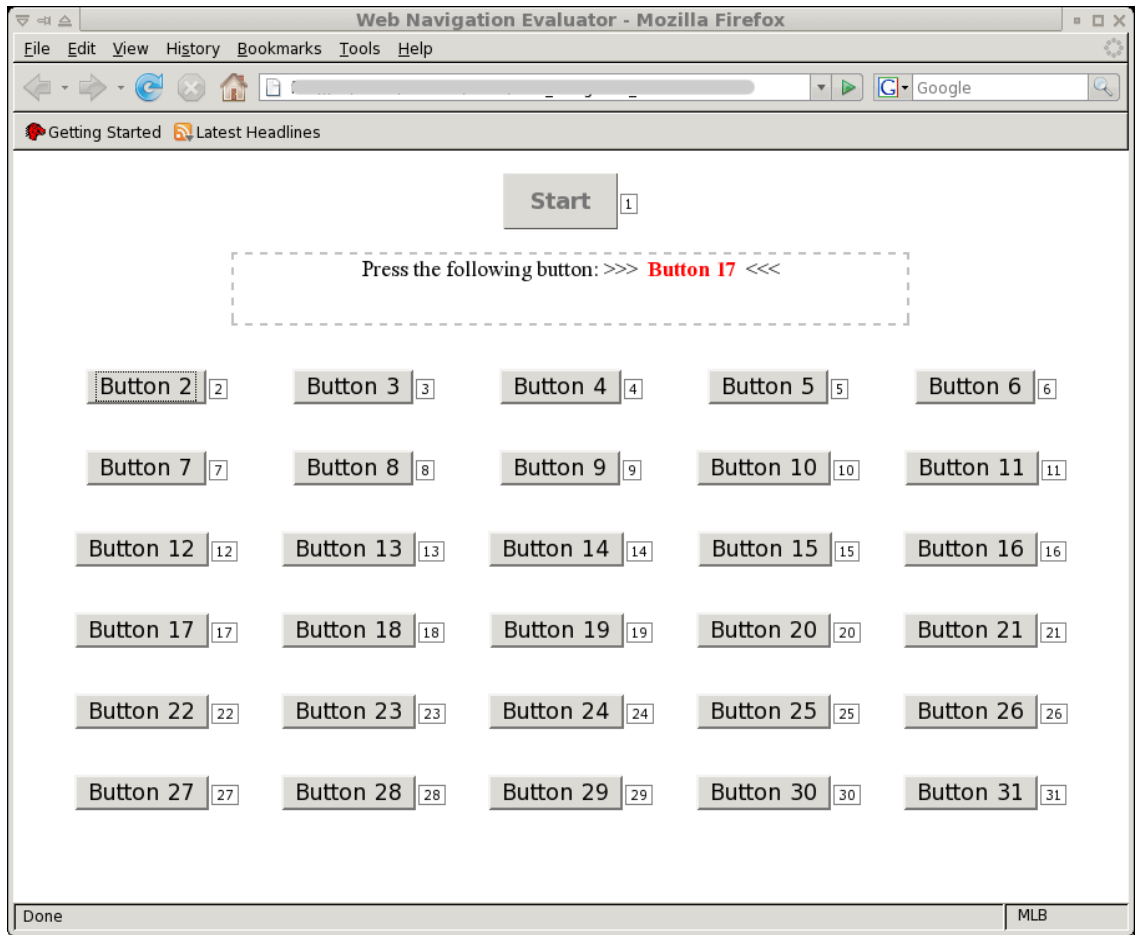 Web Navigation Evaluator - Mozilla Firefox
File Edit View History Bookmarks Tools Help
G Google
Getting Started Latest Headlines
Start 1
Press the following button: >>> Button 17 <<<
Button 2 2 Button 3 3 Button 4 4 Button 5 5 Button 6 6
Button 7 7 Button 8 8 Button 9 9 Button 10 10 Button 11 11
Button 12 12 Button 13 13 Button 14 14 Button 15 15 Button 16 16
Button 17 17 Button 18 18 Button 19 19 Button 20 20 Button 21 21
Button 22 22 Button 23 23 Button 24 24 Button 25 25 Button 26 26
Button 27 27 Button 28 28 Button 29 29 Button 30 30 Button 31 31
Done MLB